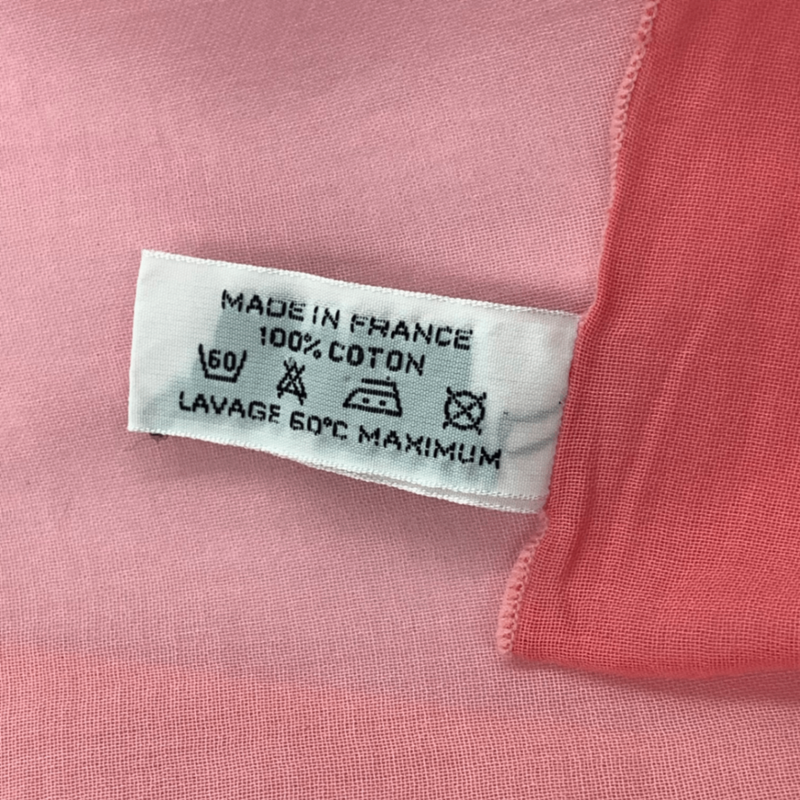 MADE IN FRANCE
100% COTON
60
LAVAGE 60°C MAXIMUM